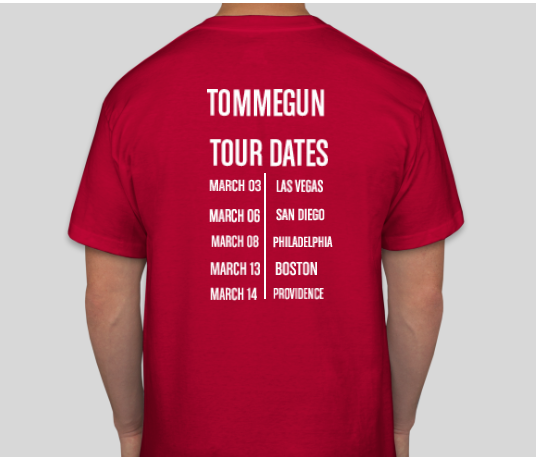 TOMMEGUN
TOUR DATES
MARCH 03 LAS VEGAS
MARCH 06 SAN DIEGO
MARCH 08 PHILADELPHIA
MARCH 13 BOSTON
MARCH 14 PROVIDENCE